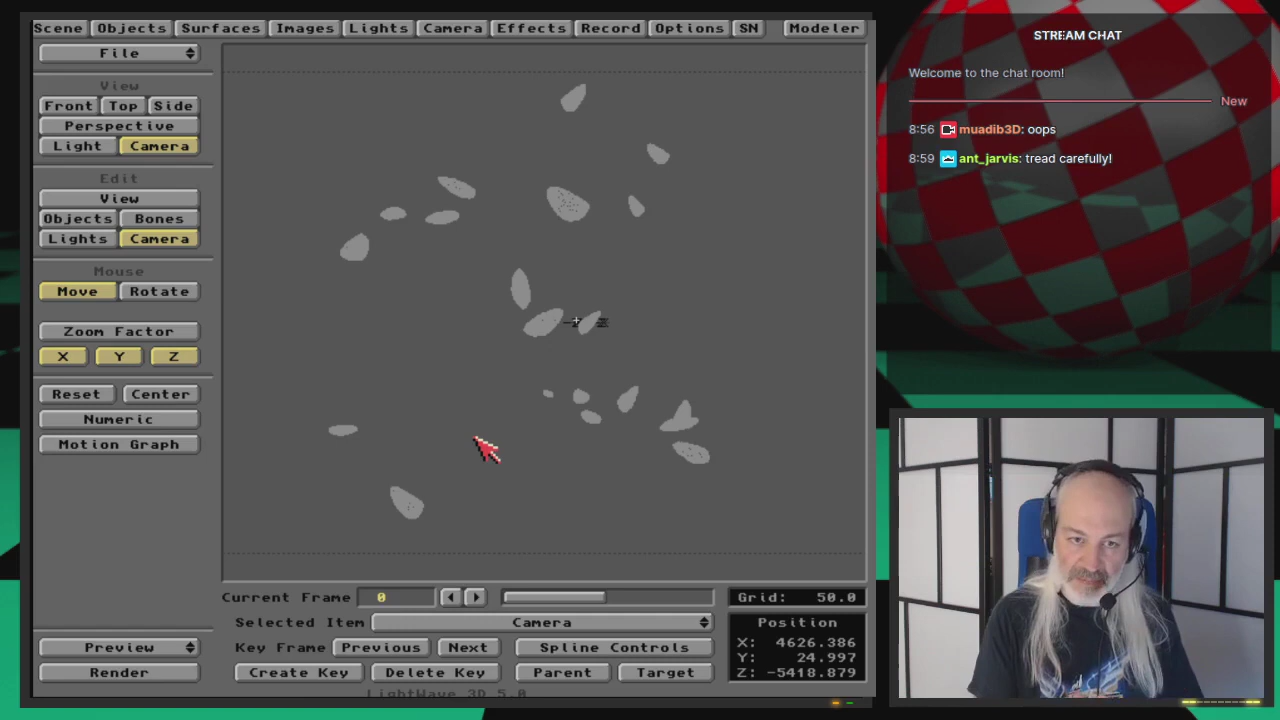 Scene Objects Surfaces Images Lights Camera Effects Record Options SN Modeler
File
View
Front Top Side
Perspective
Light Camera
Edit
View
Objects Bones
Lights Camera
Mouse
Move Rotate
Zoom Factor
X Y Z
Reset Center
Numeric
Motion Graph
Preview
Render
Current Frame 0
Selected Item Camera
Key Frame Previous Next Spline Controls
Create Key Delete Key Parent Target
LightWave 3D 5.0
Grid: 50.0
Position
X: 4626.386
Y: 24.997
Z: -5418.879
STREAM CHAT
Welcome to the chat room!
New
8:56 muadib3D: oops
8:59 ant_jarvis: tread carefully!